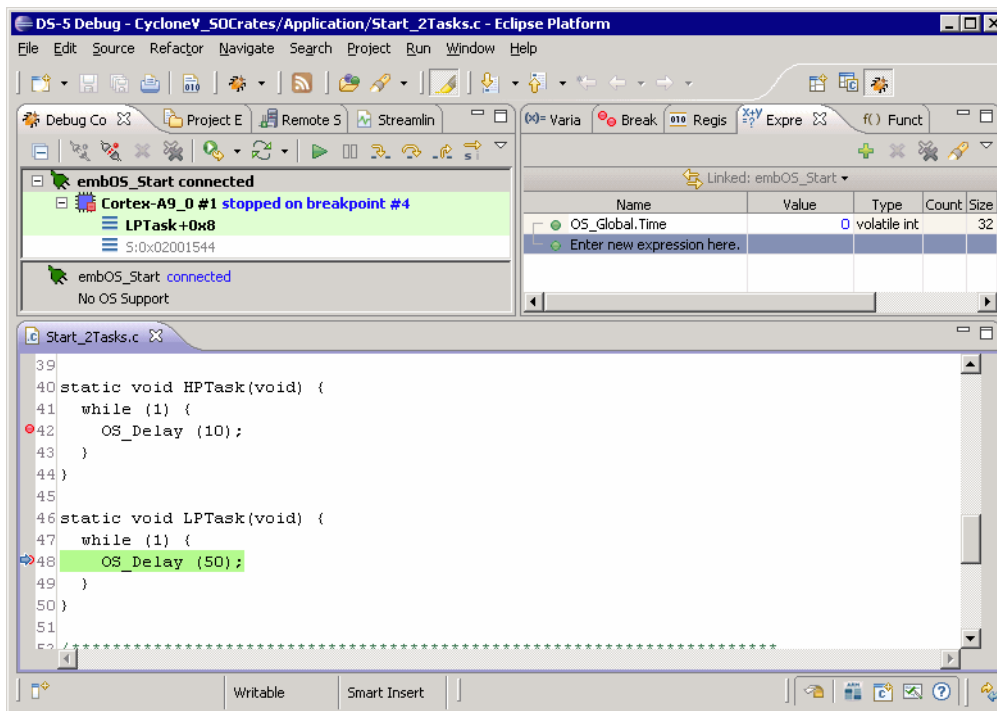 DS-5 Debug - CycloneV_SOCrates/Application/Start_2Tasks.c - Eclipse Platform
File Edit Source Refactor Navigate Search Project Run Window Help
Debug Co Project E Remote S Streamlin
(x)= Varia Break 010 Regis X+Y =? Expre f() Funct
embOS_Start connected
Cortex-A9_0 #1 stopped on breakpoint #4
LPTask+0x8
S:0x02001544
embOS_Start connected
No OS Support
Linked: embOS_Start
Name Value Type Count Size
OS_Global.Time 0 volatile int 32
Enter new expression here.
Start_2Tasks.c
39
40 static void HPTask(void) {
41 while (1) {
42 OS_Delay (10);
43 }
44 }
45
46 static void LPTask(void) {
47 while (1) {
48 OS_Delay (50);
49 }
50 }
51
52 /**********************************************************************
Writable Smart Insert